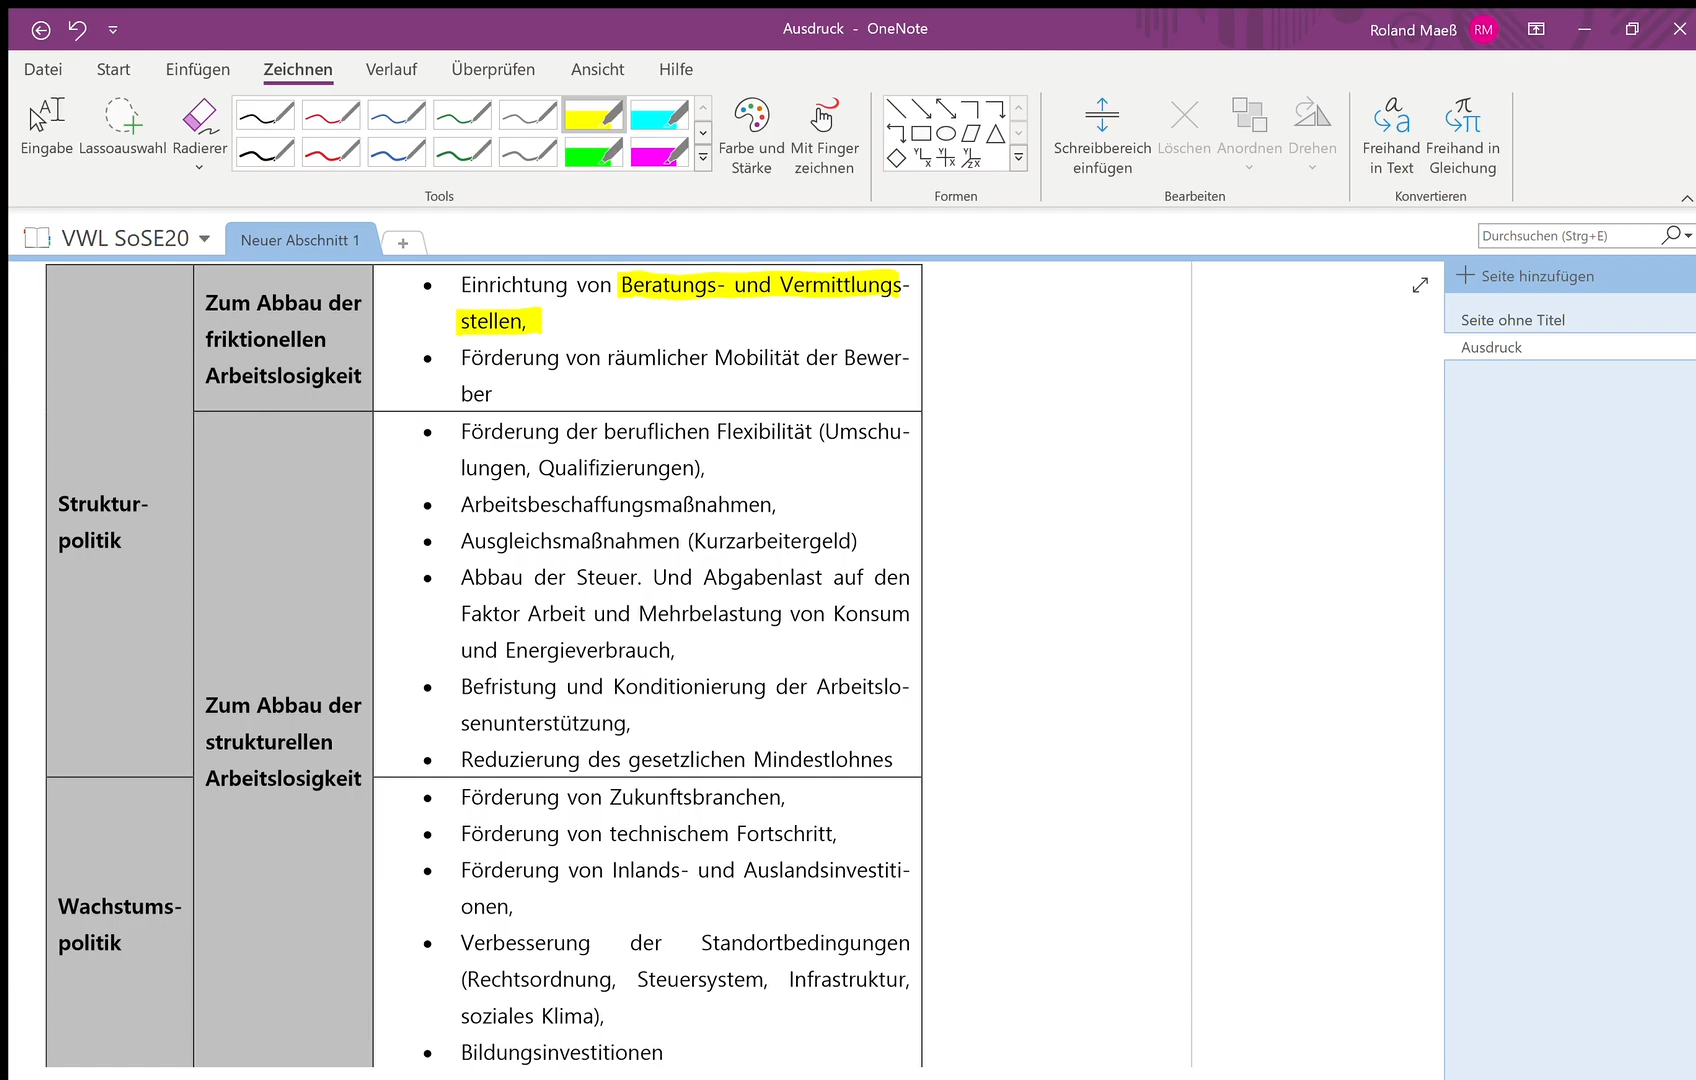 Ausdruck - OneNote
Roland Maeß RM
Datei Start Einfügen Zeichnen Verlauf Überprüfen Ansicht Hilfe
Eingabe Lassoauswahl Radierer
Farbe und Stärke
Mit Finger zeichnen
Schreibbereich einfügen
Löschen Anordnen Drehen
Freihand in Text
Freihand in Gleichung
Tools Formen Bearbeiten Konvertieren
VWL SoSE20
Neuer Abschnitt 1
Durchsuchen (Strg+E)
Seite hinzufügen
Seite ohne Titel
Ausdruck
Struktur-
politik
Zum Abbau der
friktionellen
Arbeitslosigkeit
• Einrichtung von Beratungs- und Vermittlungs-
stellen,
• Förderung von räumlicher Mobilität der Bewer-
ber
Zum Abbau der
strukturellen
Arbeitslosigkeit
• Förderung der beruflichen Flexibilität (Umschu-
lungen, Qualifizierungen),
• Arbeitsbeschaffungsmaßnahmen,
• Ausgleichsmaßnahmen (Kurzarbeitergeld)
• Abbau der Steuer. Und Abgabenlast auf den
Faktor Arbeit und Mehrbelastung von Konsum
und Energieverbrauch,
• Befristung und Konditionierung der Arbeitslo-
senunterstützung,
• Reduzierung des gesetzlichen Mindestlohnes
Wachstums-
politik
• Förderung von Zukunftsbranchen,
• Förderung von technischem Fortschritt,
• Förderung von Inlands- und Auslandsinvestiti-
onen,
• Verbesserung der Standortbedingungen
(Rechtsordnung, Steuersystem, Infrastruktur,
soziales Klima),
• Bildungsinvestitionen